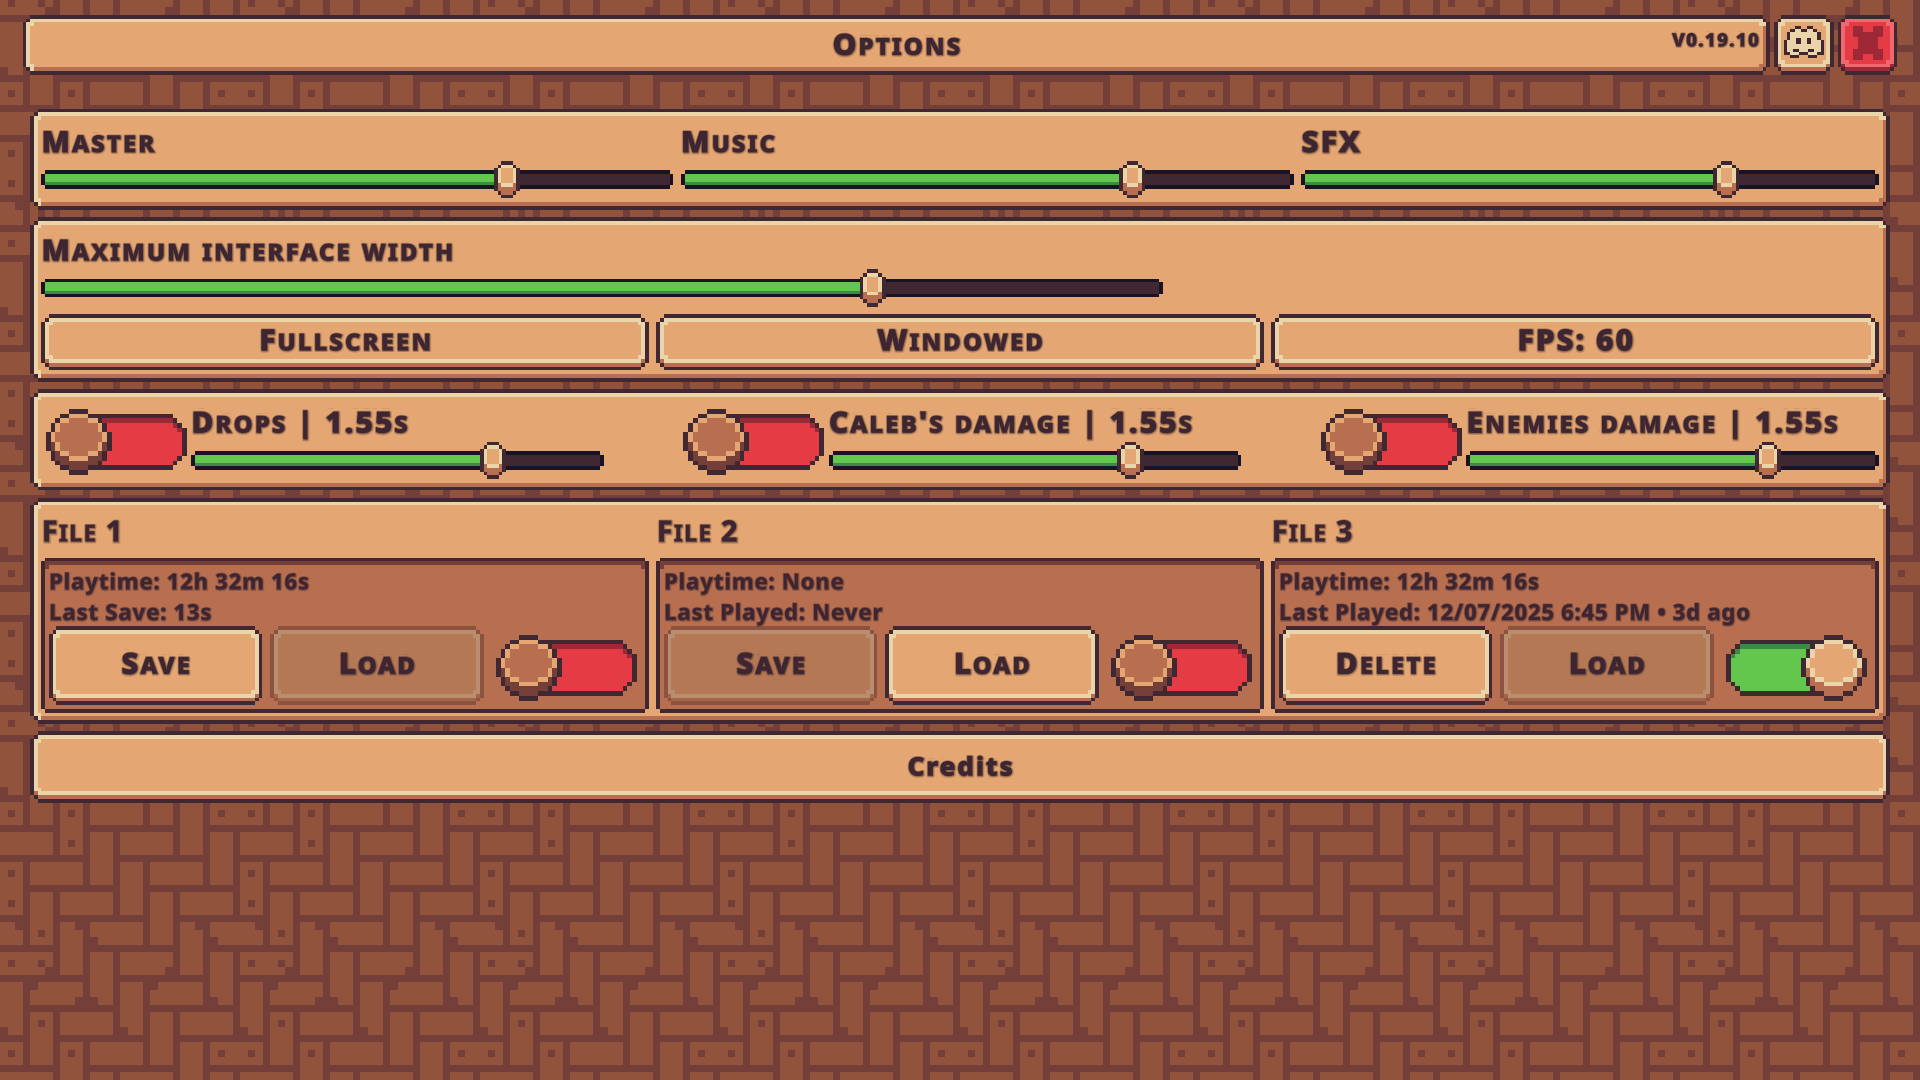 Options
v0.19.10
Master
Music
SFX
Maximum interface width
Fullscreen
Windowed
FPS: 60
Drops | 1.55s
Caleb's damage | 1.55s
Enemies damage | 1.55s
File 1
File 2
File 3
Playtime: 12h 32m 16s
Last Save: 13s
Save
Load
Playtime: None
Last Played: Never
Save
Load
Playtime: 12h 32m 16s
Last Played: 12/07/2025 6:45 PM • 3d ago
Delete
Load
Credits